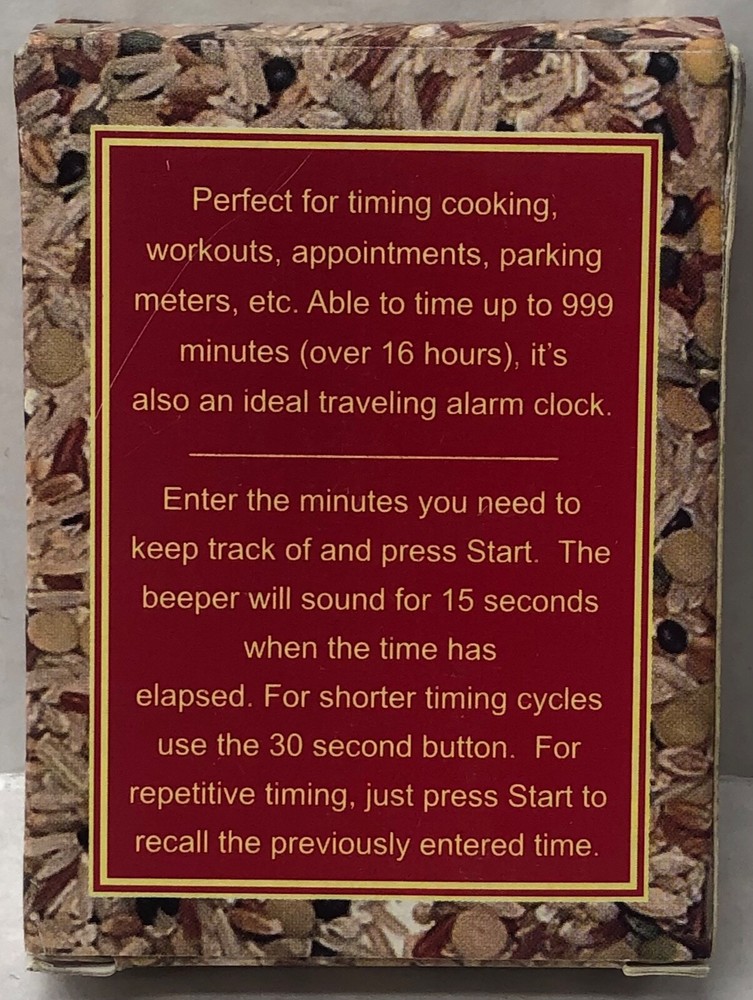 Perfect for timing cooking,
workouts, appointments, parking
meters, etc. Able to time up to 999
minutes (over 16 hours), it's
also an ideal traveling alarm clock.
Enter the minutes you need to
keep track of and press Start.  The
beeper will sound for 15 seconds
when the time has
elapsed. For shorter timing cycles
use the 30 second button.  For
repetitive timing, just press Start to
recall the previously entered time.